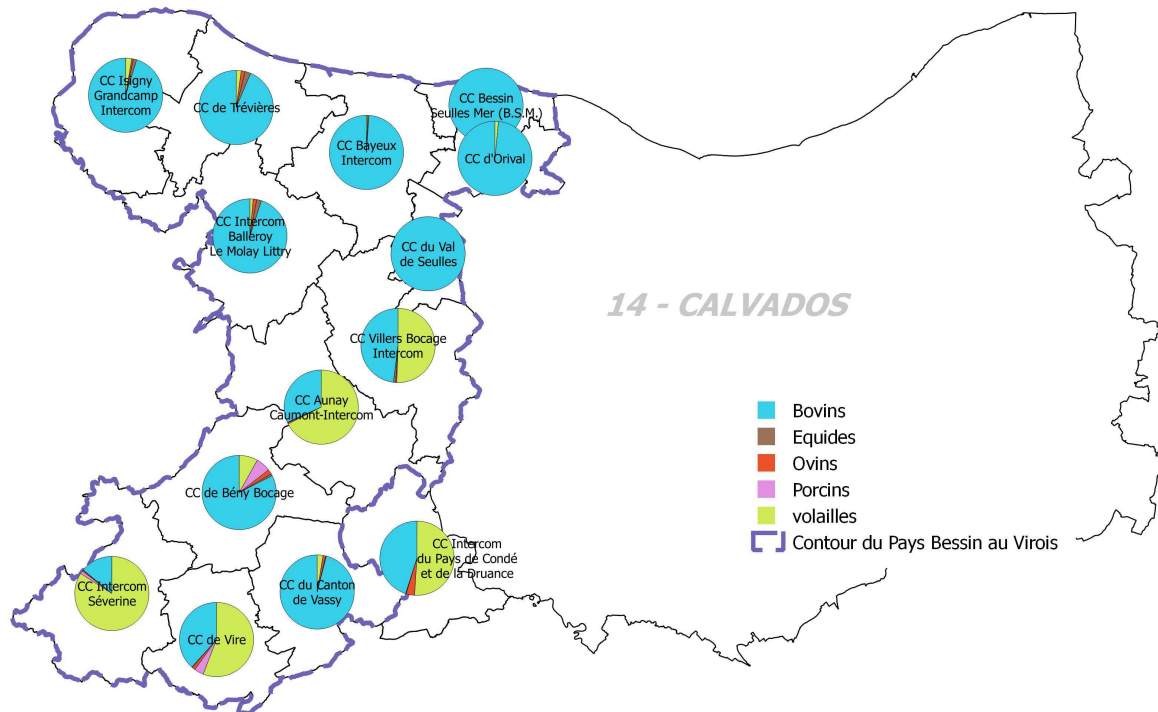 CC Isigny
Grandcamp
Intercom
CC de Trévières
CC Bessin
Seulles Mer (B.S.M.)
CC Bayeux
Intercom
CC d'Orival
CC Intercom
Balleroy
Le Molay Littry
CC du Val
de Seulles
14 - CALVADOS
CC Villers Bocage
Intercom
CC Aunay
Caumont-Intercom
CC de Bény Bocage
CC Intercom
du Pays de Condé
et de la Druance
CC Intercom
Séverine
CC du Canton
de Vassy
CC de Vire
Bovins
Equides
Ovins
Porcins
volailles
Contour du Pays Bessin au Virois